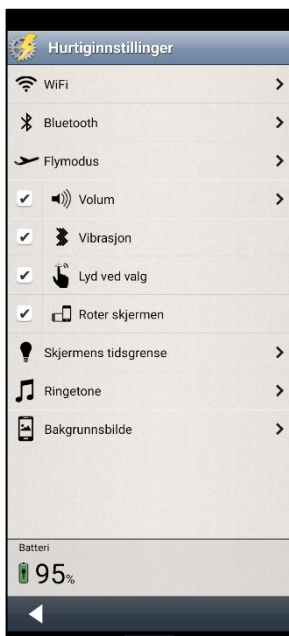 Hurtiginnstillinger
WiFi
Bluetooth
Flymodus
Volum
Vibrasjon
Lyd ved valg
Roter skjermen
Skjermens tidsgrense
Ringetone
Bakgrunnsbilde
Batteri
95%